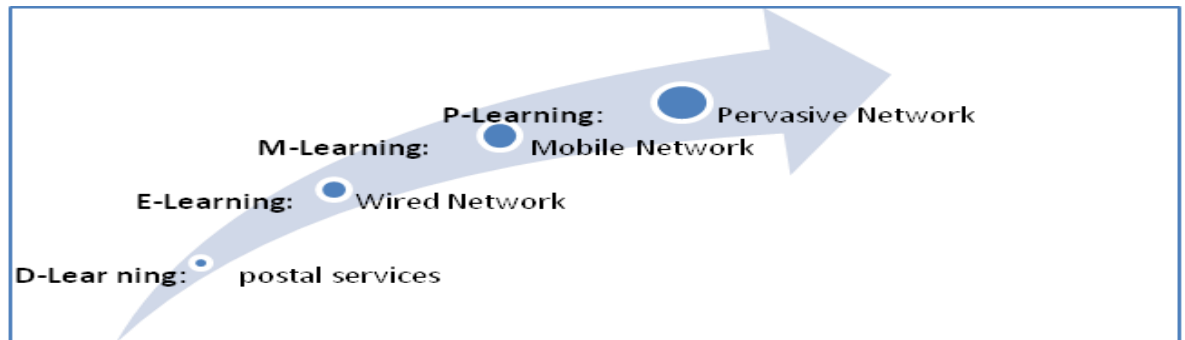 P-Learning: Pervasive Network
M-Learning: Mobile Network
E-Learning: Wired Network
D-Lear ning: postal services